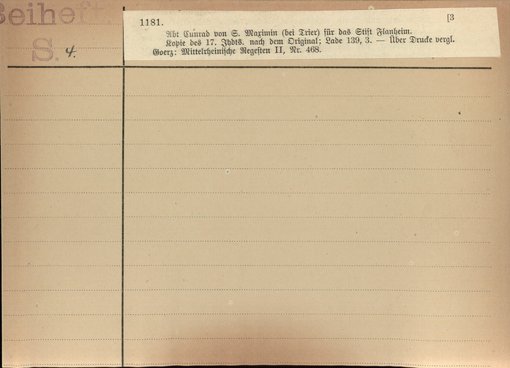 Beiheft
S. 4.
1181. [3
Abt Cunrad von S. Maximin (bei Trier) für das Stift Flanheim.
Kopie des 17. Jhdts. nach dem Original: Lade 139, 3. — Über Drucke vergl.
Goerz: Mittelrheinische Regesten II, Nr. 468.